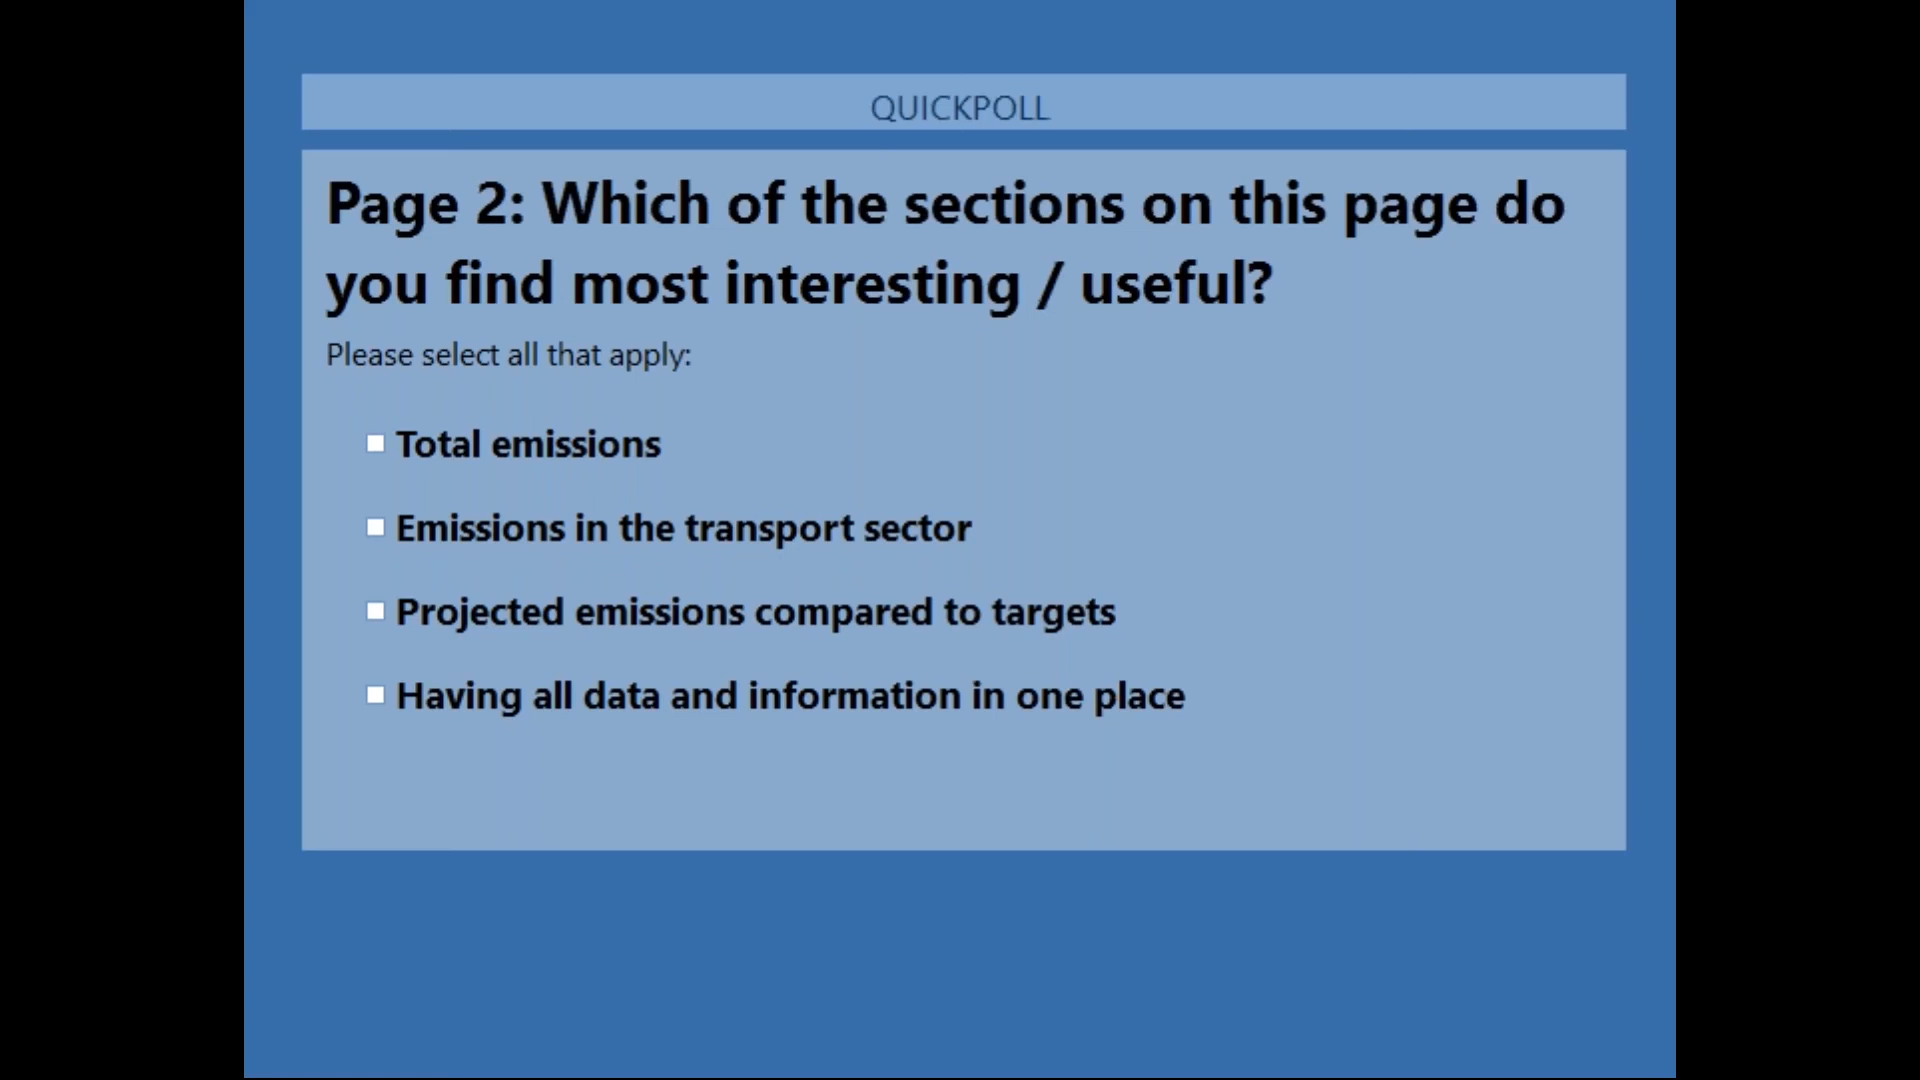 QUICKPOLL
Page 2: Which of the sections on this page do
you find most interesting / useful?
Please select all that apply:
Total emissions
Emissions in the transport sector
Projected emissions compared to targets
Having all data and information in one place